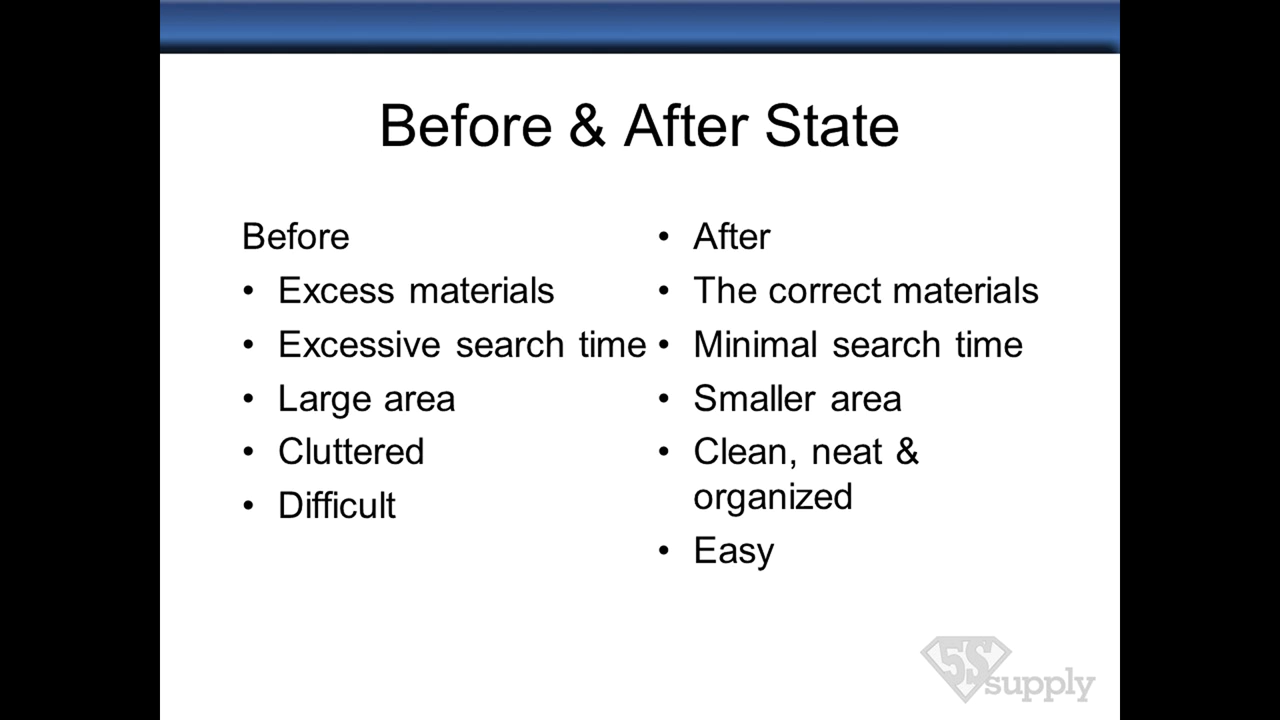 Before & After State
Before
• Excess materials
• Excessive search time
• Large area
• Cluttered
• Difficult
• After
• The correct materials
• Minimal search time
• Smaller area
• Clean, neat &
organized
• Easy
5S
supply